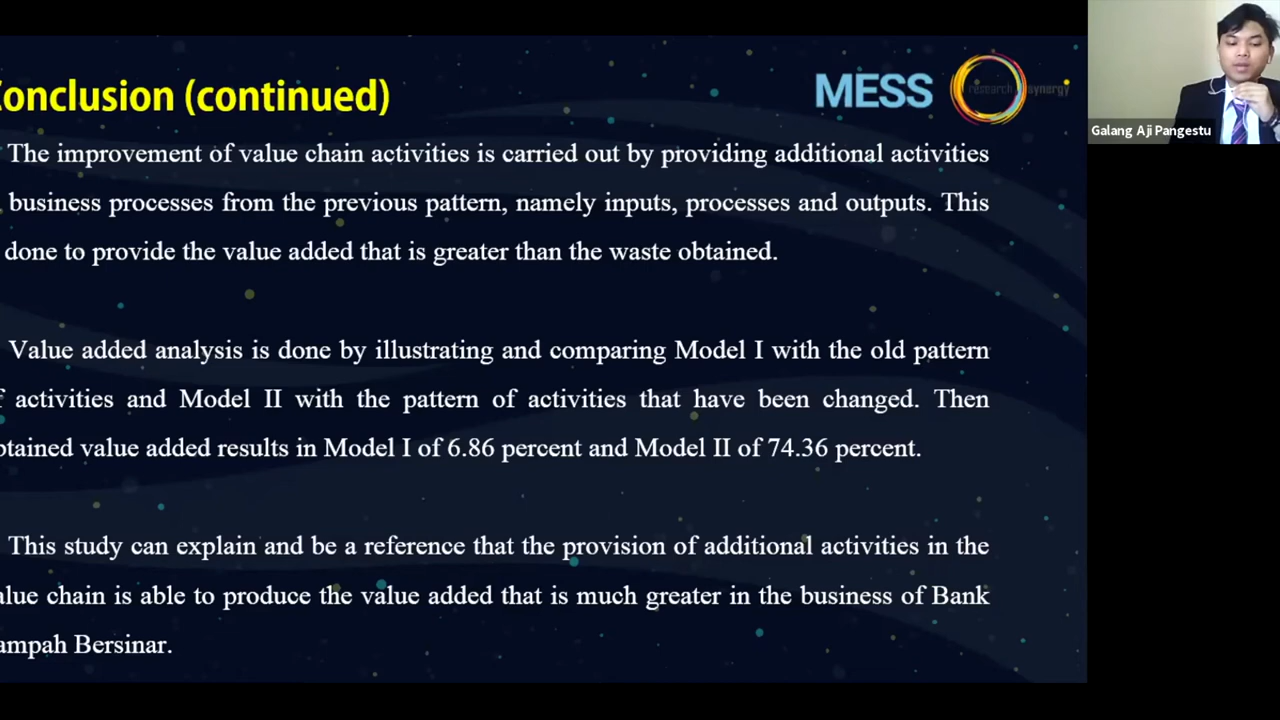 onclusion (continued)
MESS
research synergy
Galang Aji Pangestu
The improvement of value chain activities is carried out by providing additional activities
business processes from the previous pattern, namely inputs, processes and outputs. This
done to provide the value added that is greater than the waste obtained.
Value added analysis is done by illustrating and comparing Model I with the old pattern
f activities and Model II with the pattern of activities that have been changed. Then
btained value added results in Model I of 6.86 percent and Model II of 74.36 percent.
This study can explain and be a reference that the provision of additional activities in the
alue chain is able to produce the value added that is much greater in the business of Bank
ampah Bersinar.